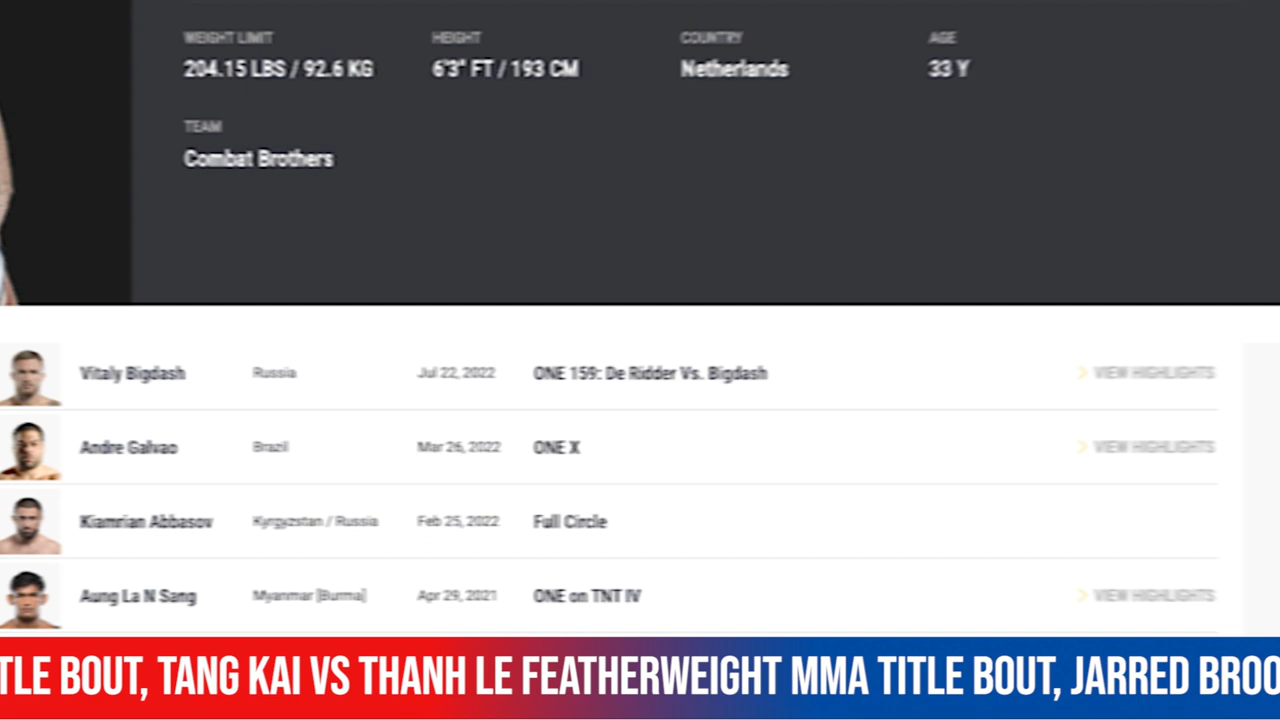 WEIGHT LIMIT HEIGHT COUNTRY AGE
204.15 LBS / 92.6 KG 6'3" FT / 193 CM Netherlands 33 Y
TEAM
Combat Brothers
Vitaly Bigdash Russia Jul 22, 2022 ONE 159: De Ridder Vs. Bigdash VIEW HIGHLIGHTS
Andre Galvao Brazil Mar 26, 2022 ONE X VIEW HIGHLIGHTS
Kiamrian Abbasov Kyrgyzstan / Russia Feb 25, 2022 Full Circle
Aung La N Sang Myanmar [Burma] Apr 29, 2021 ONE on TNT IV VIEW HIGHLIGHTS
TLE BOUT, TANG KAI VS THANH LE FEATHERWEIGHT MMA TITLE BOUT, JARRED BROO